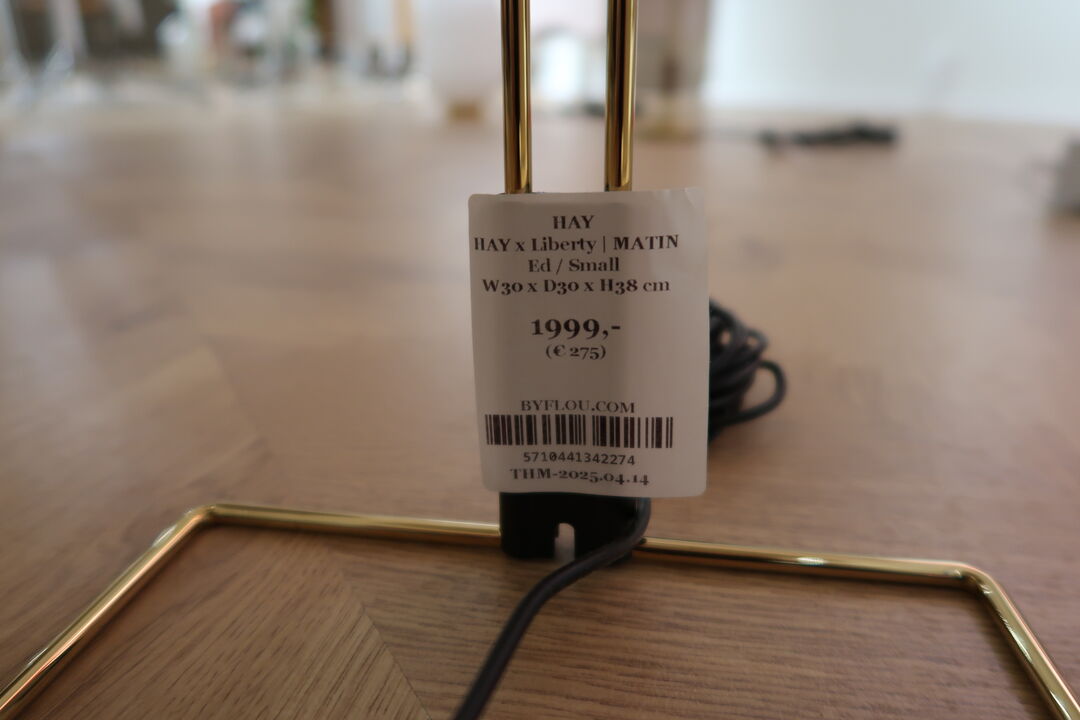 HAY
HAY x Liberty | MATIN
Ed / Small
W30 x D30 x H38 cm
1999,-
(€ 275)
BYFLOU.COM
5710441342274
THM-2025.04.14